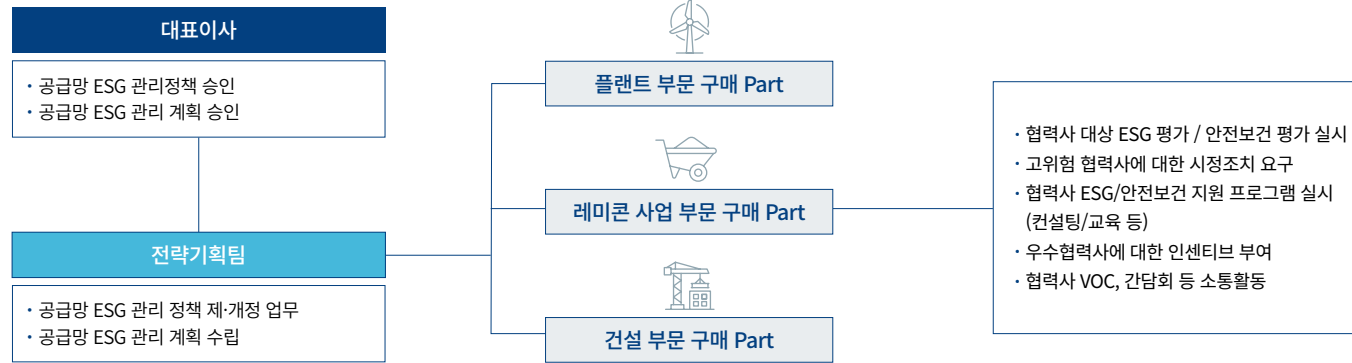 대표이사
· 공급망 ESG 관리정책 승인
· 공급망 ESG 관리 계획 승인
전략기획팀
· 공급망 ESG 관리 정책 제·개정 업무
· 공급망 ESG 관리 계획 수립
플랜트 부문 구매 Part
레미콘 사업 부문 구매 Part
건설 부문 구매 Part
· 협력사 대상 ESG 평가 / 안전보건 평가 실시
· 고위험 협력사에 대한 시정조치 요구
· 협력사 ESG/안전보건 지원 프로그램 실시
(컨설팅/교육 등)
· 우수협력사에 대한 인센티브 부여
· 협력사 VOC, 간담회 등 소통활동